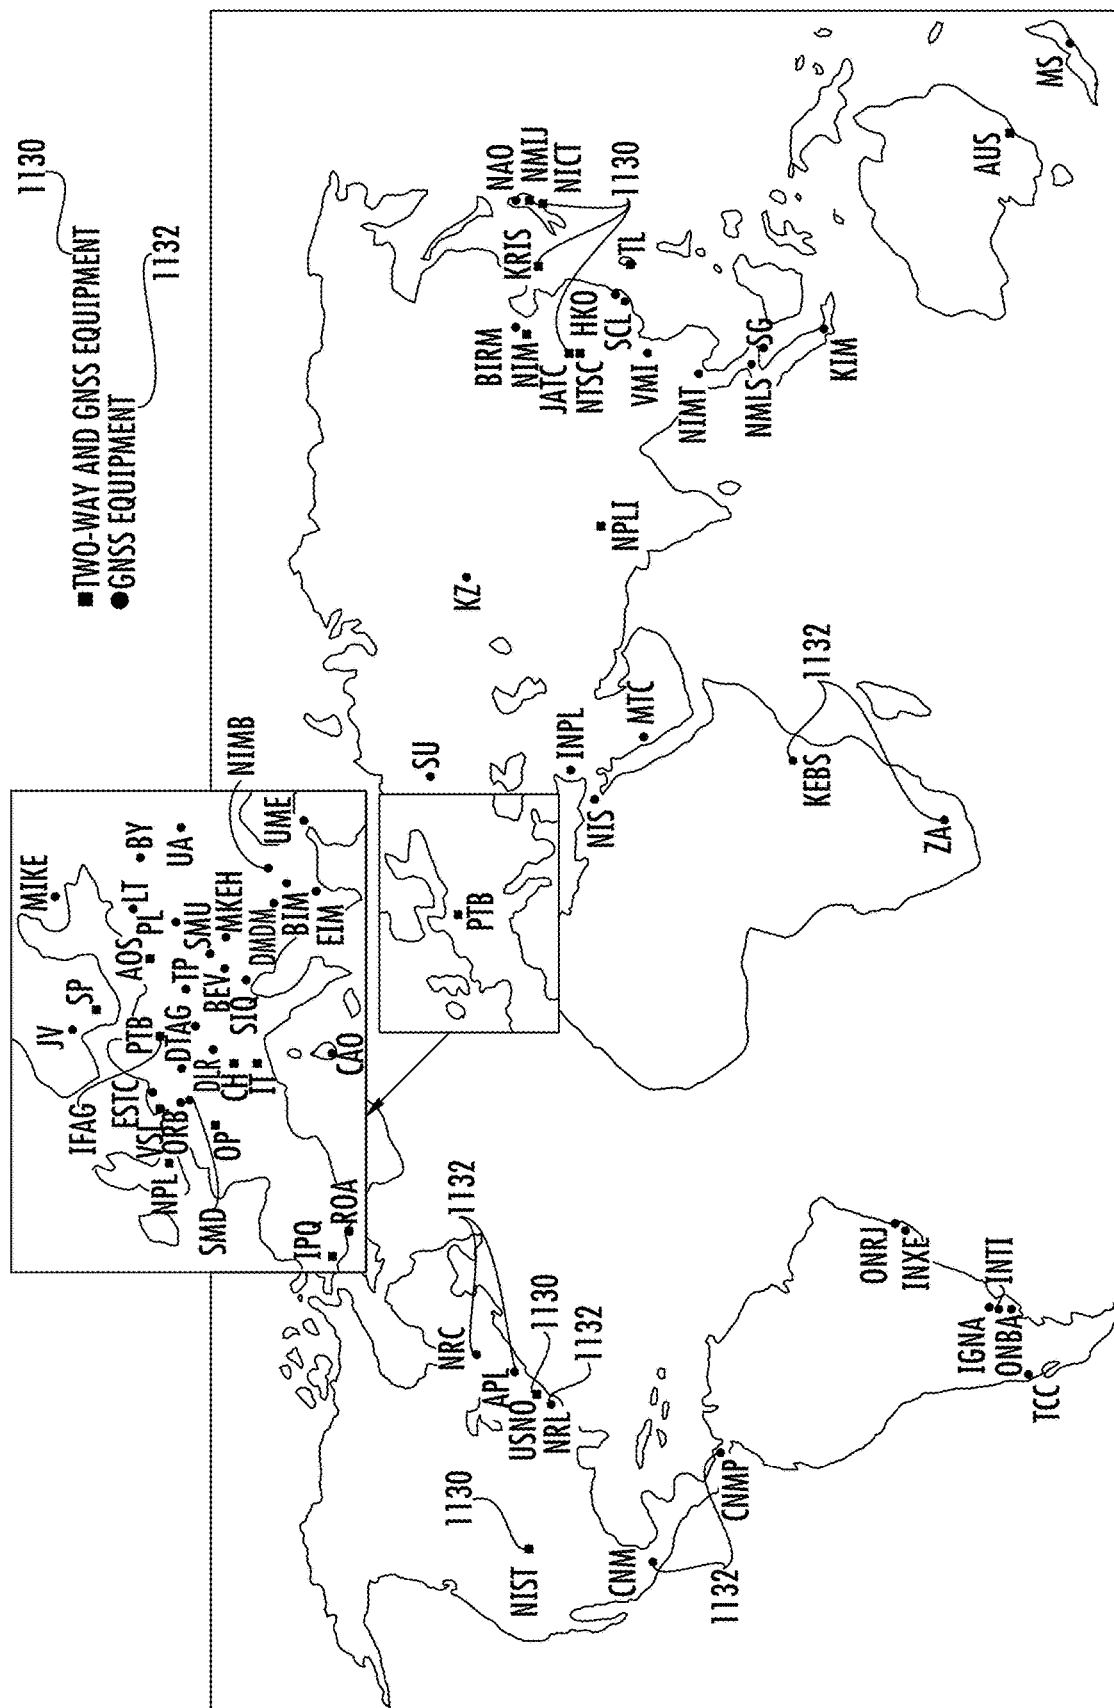 1130
■TWO-WAY AND GNSS EQUIPMENT
●GNSS EQUIPMENT
1132
MIKE
JV
SP
IFAG
PTB
AOS
PL
LT
BY
UA
ESTC
VSL
ORB
NPL
SMD
OP
DTAG
DLR
CH
IT
TP
BEV
SIQ
SMU
MKEH
DMDM
BIM
EIM
UME
NIMB
CAO
IPQ
ROA
SU
PTB
KZ
INPL
NIS
MTC
NPLI
KEBS
1132
ZA
BIRM
NIM
JATC
NTSC
KRIS
NAO
NMIJ
NICT
1130
HKO
SCL
TL
VMI
NIMT
NMLS
SG
KIM
AUS
MS
NRC
1132
APL
USNO
1130
NRL
1132
NIST
1130
CNM
CNMP
1132
ONRJ
INXE
IGNA
INTI
ONBA
TCC